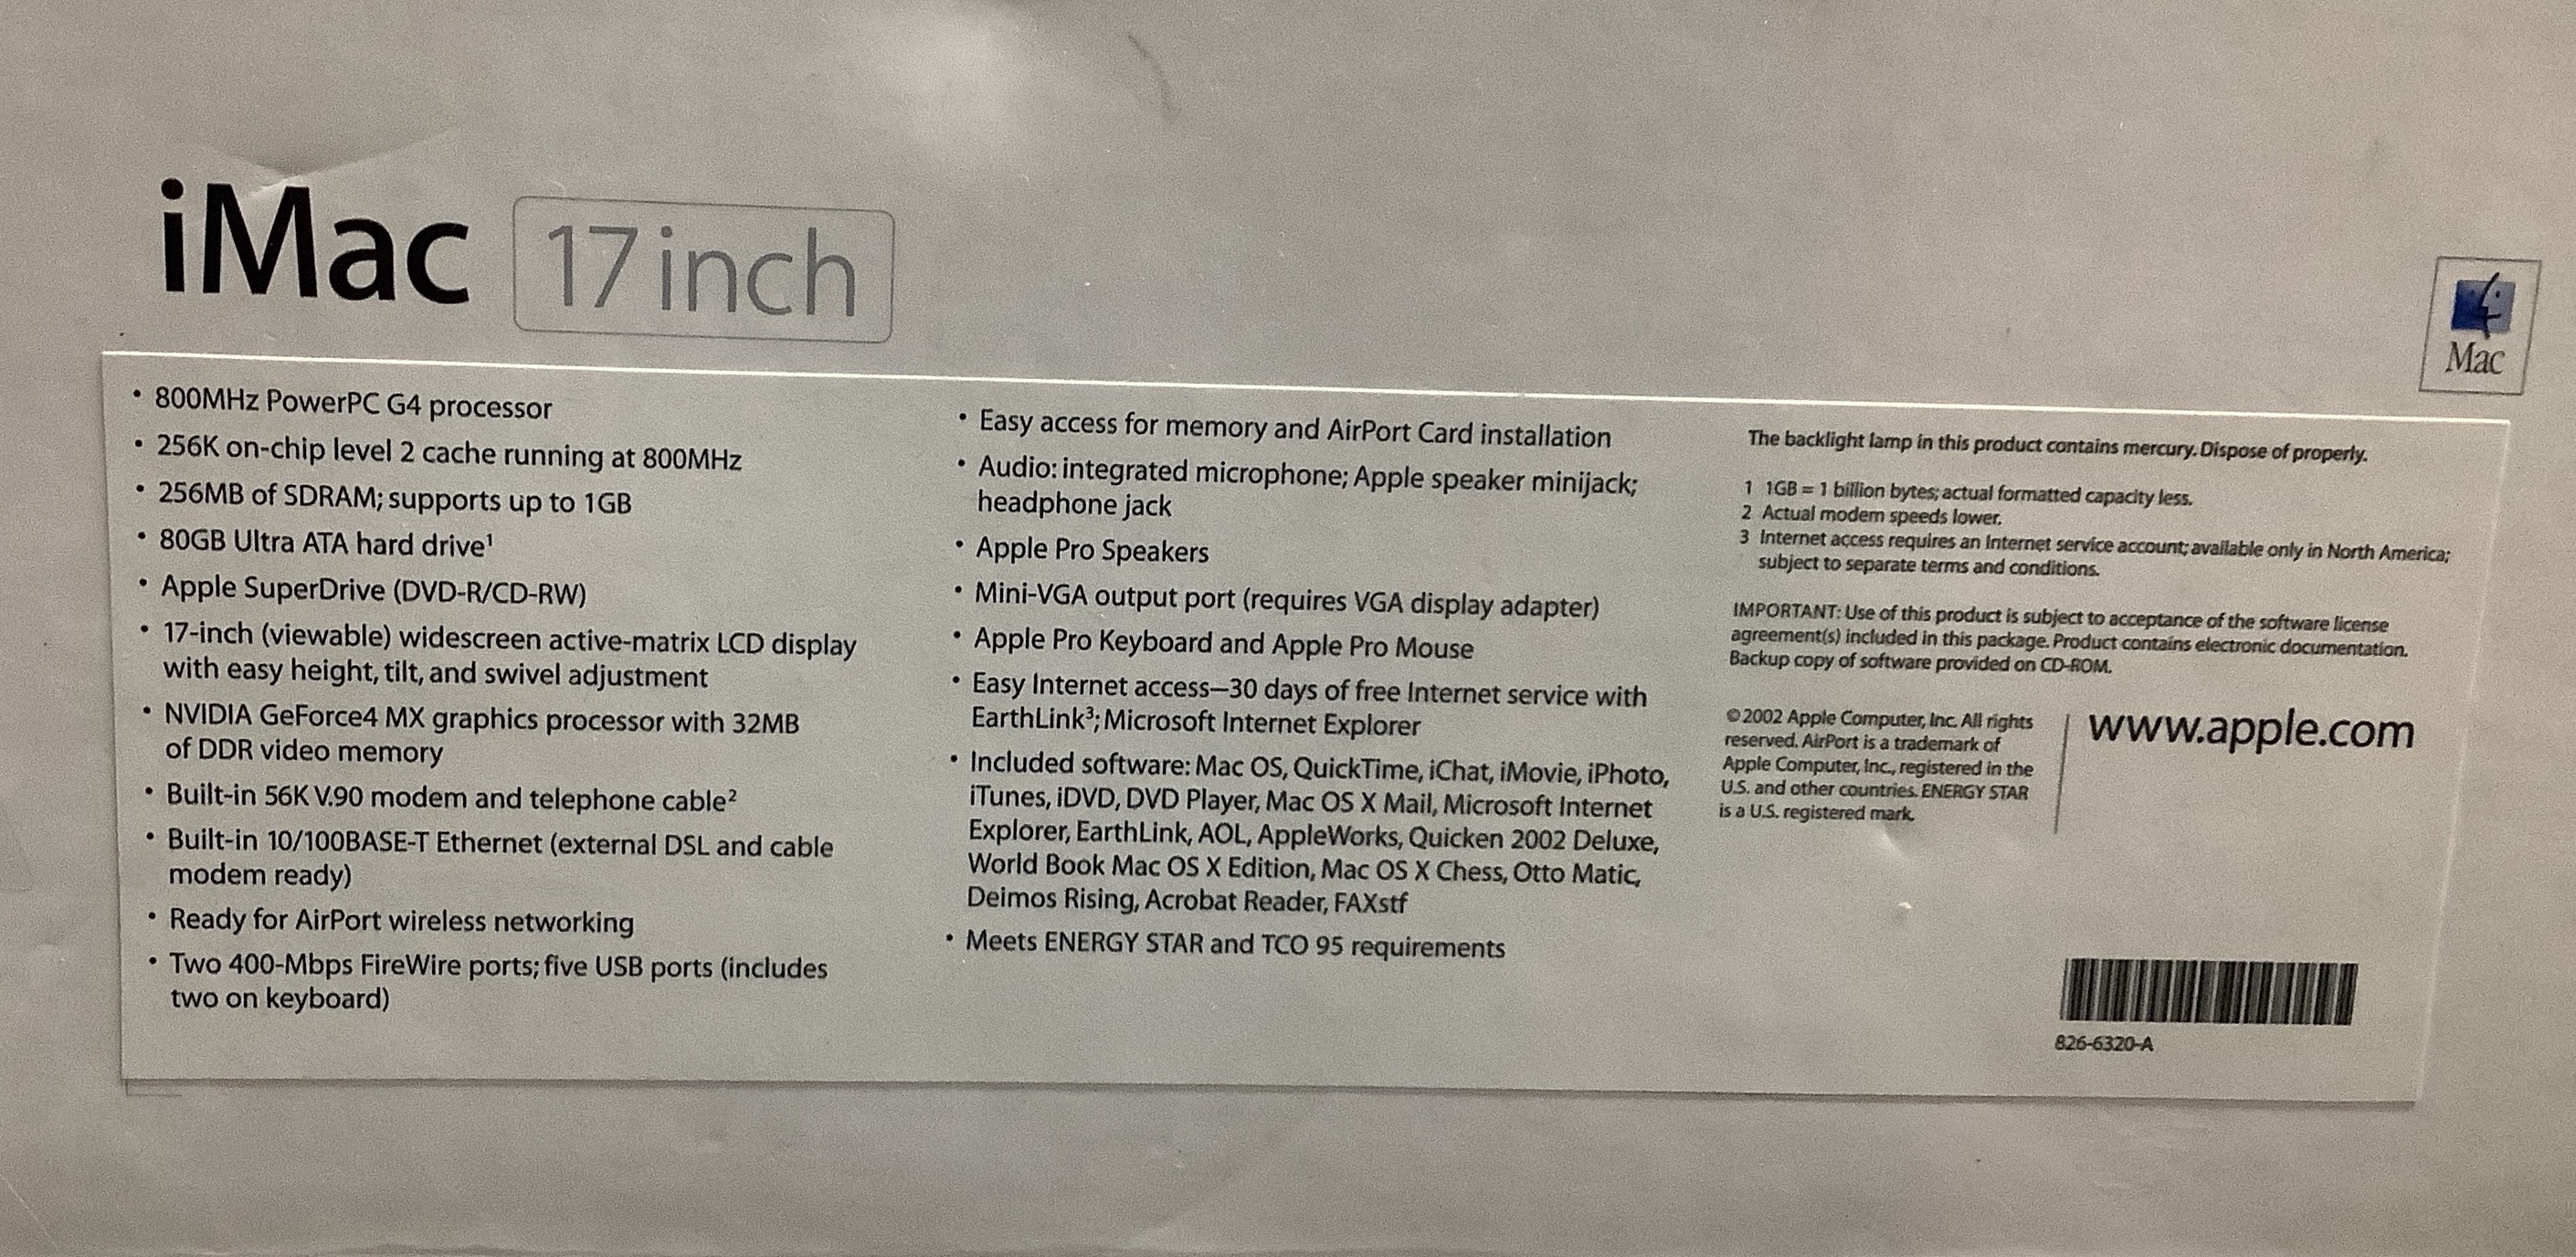 iMac 17 inch
Mac
• 800MHz PowerPC G4 processor
• 256K on-chip level 2 cache running at 800MHz
• 256MB of SDRAM; supports up to 1GB
• 80GB Ultra ATA hard drive¹
• Apple SuperDrive (DVD-R/CD-RW)
• 17-inch (viewable) widescreen active-matrix LCD display
with easy height, tilt, and swivel adjustment
• NVIDIA GeForce4 MX graphics processor with 32MB
of DDR video memory
• Built-in 56K V.90 modem and telephone cable²
• Built-in 10/100BASE-T Ethernet (external DSL and cable
modem ready)
• Ready for AirPort wireless networking
• Two 400-Mbps FireWire ports; five USB ports (includes
two on keyboard)
• Easy access for memory and AirPort Card installation
• Audio: integrated microphone; Apple speaker minijack;
headphone jack
• Apple Pro Speakers
• Mini-VGA output port (requires VGA display adapter)
• Apple Pro Keyboard and Apple Pro Mouse
• Easy Internet access—30 days of free Internet service with
EarthLink³; Microsoft Internet Explorer
• Included software: Mac OS, QuickTime, iChat, iMovie, iPhoto,
iTunes, iDVD, DVD Player, Mac OS X Mail, Microsoft Internet
Explorer, EarthLink, AOL, AppleWorks, Quicken 2002 Deluxe,
World Book Mac OS X Edition, Mac OS X Chess, Otto Matic,
Deimos Rising, Acrobat Reader, FAXstf
• Meets ENERGY STAR and TCO 95 requirements
The backlight lamp in this product contains mercury. Dispose of properly.
1 1GB = 1 billion bytes; actual formatted capacity less.
2 Actual modem speeds lower.
3 Internet access requires an Internet service account; available only in North America;
subject to separate terms and conditions.
IMPORTANT: Use of this product is subject to acceptance of the software license
agreement(s) included in this package. Product contains electronic documentation.
Backup copy of software provided on CD-ROM.
©2002 Apple Computer, Inc. All rights
reserved. AirPort is a trademark of
Apple Computer, Inc., registered in the
U.S. and other countries. ENERGY STAR
is a U.S. registered mark.
www.apple.com
826-6320-A